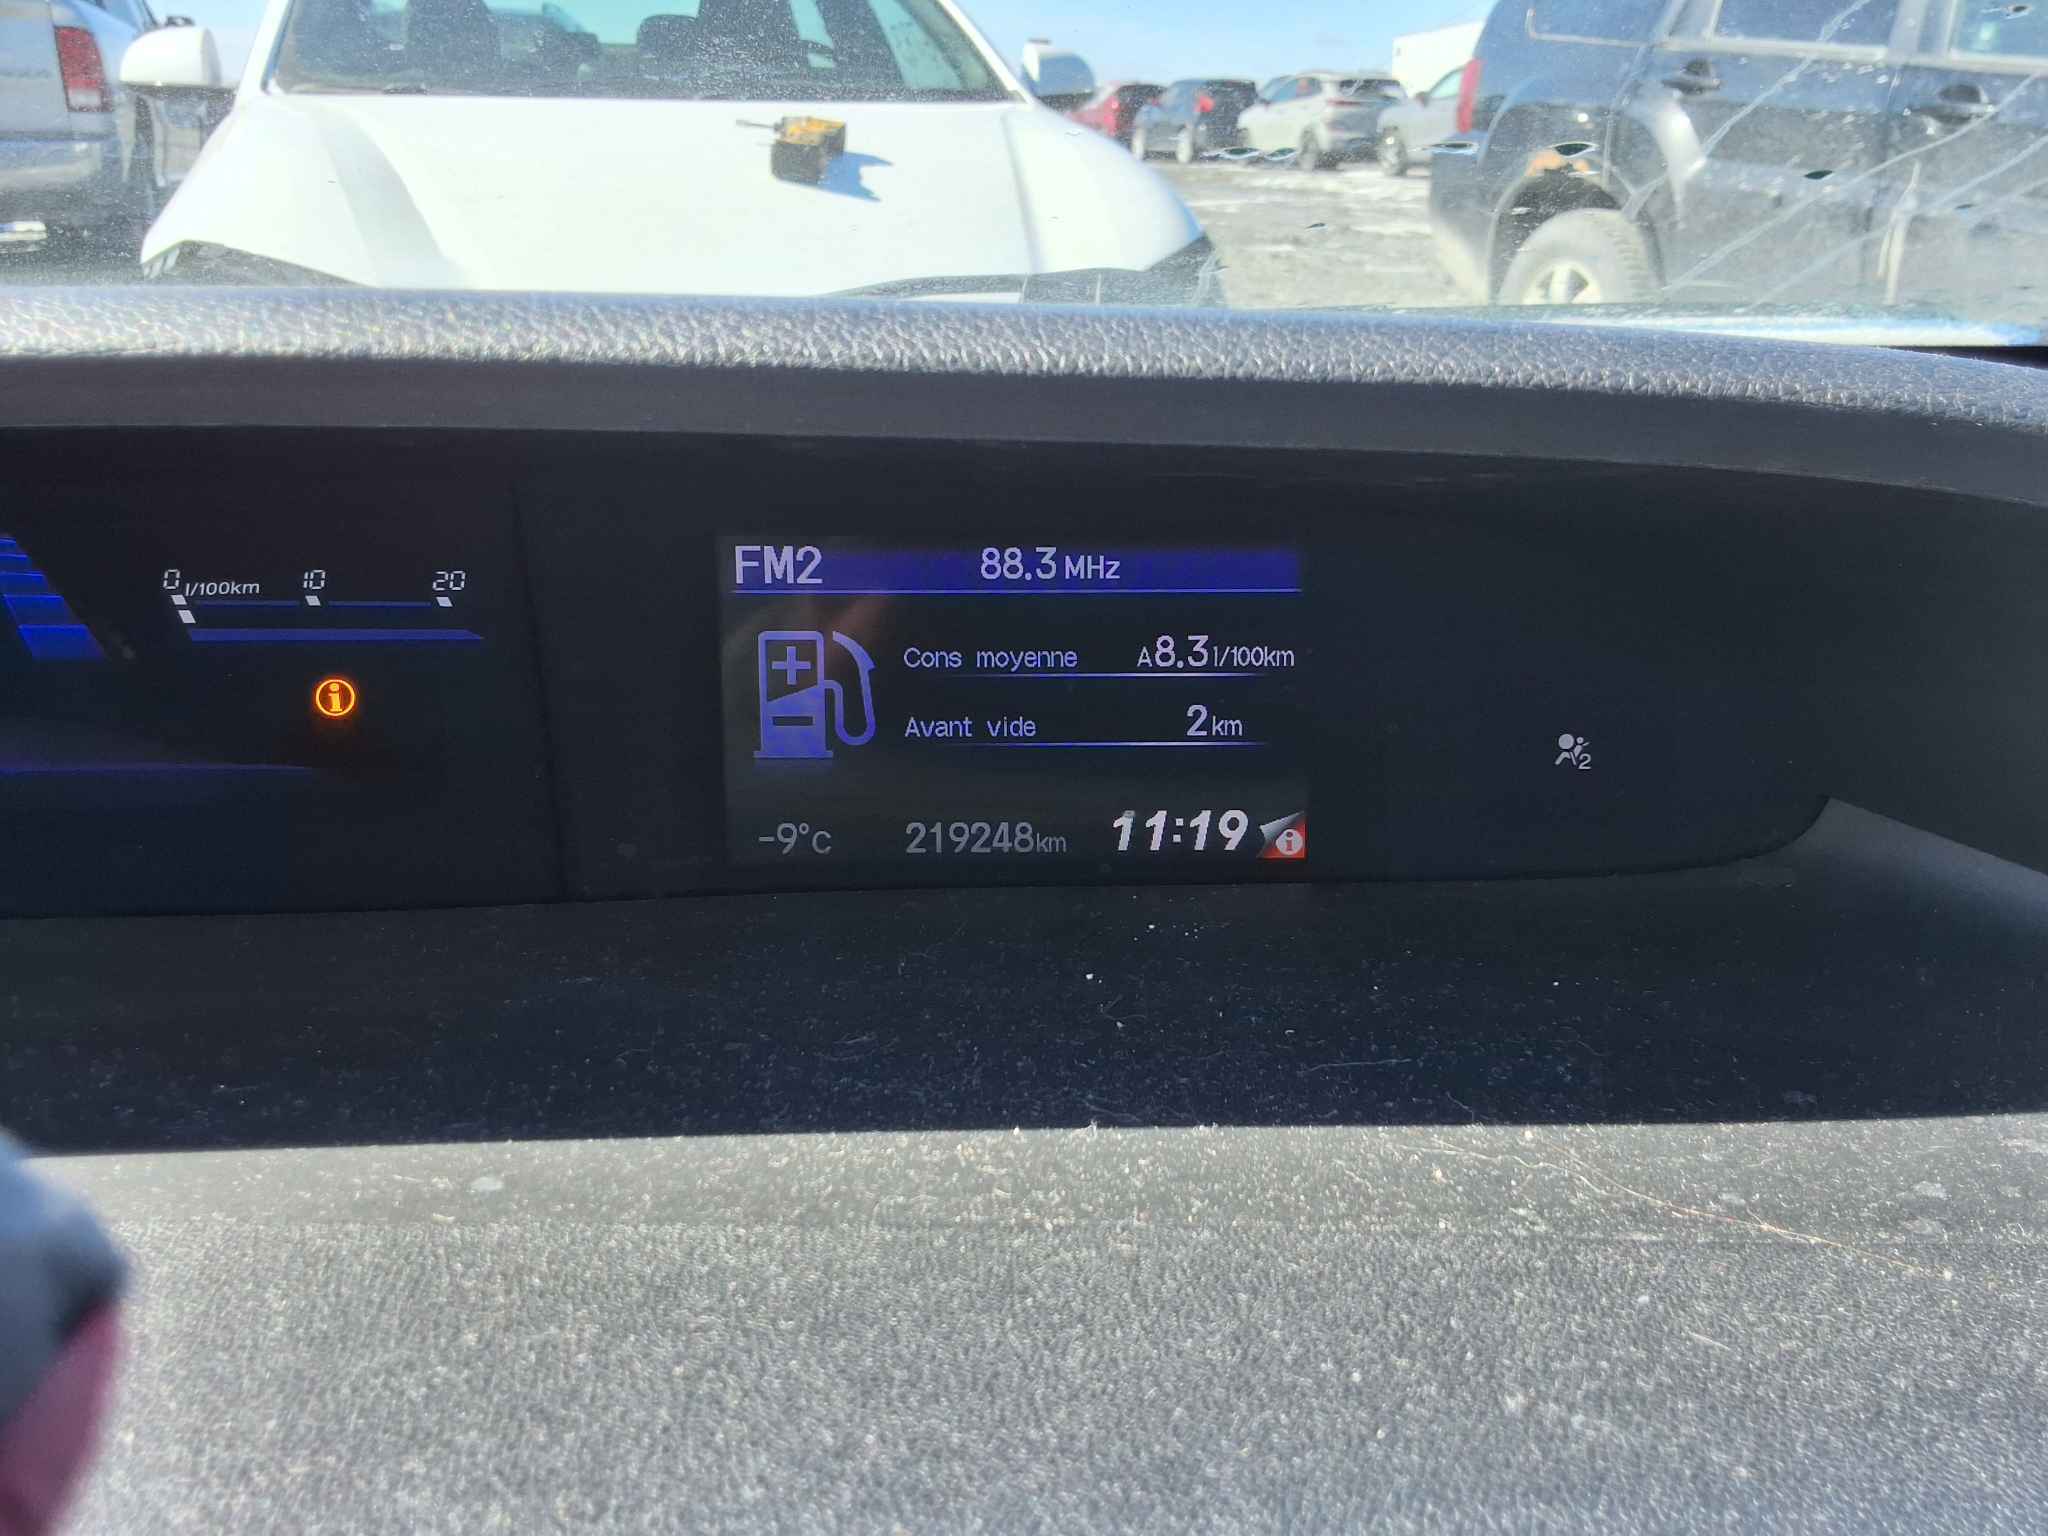 FM2 88.3 MHz
0 l/100km 10 20
Cons moyenne A8.3 l/100km
Avant vide 2 km
-9°C 219248 km 11:19
2